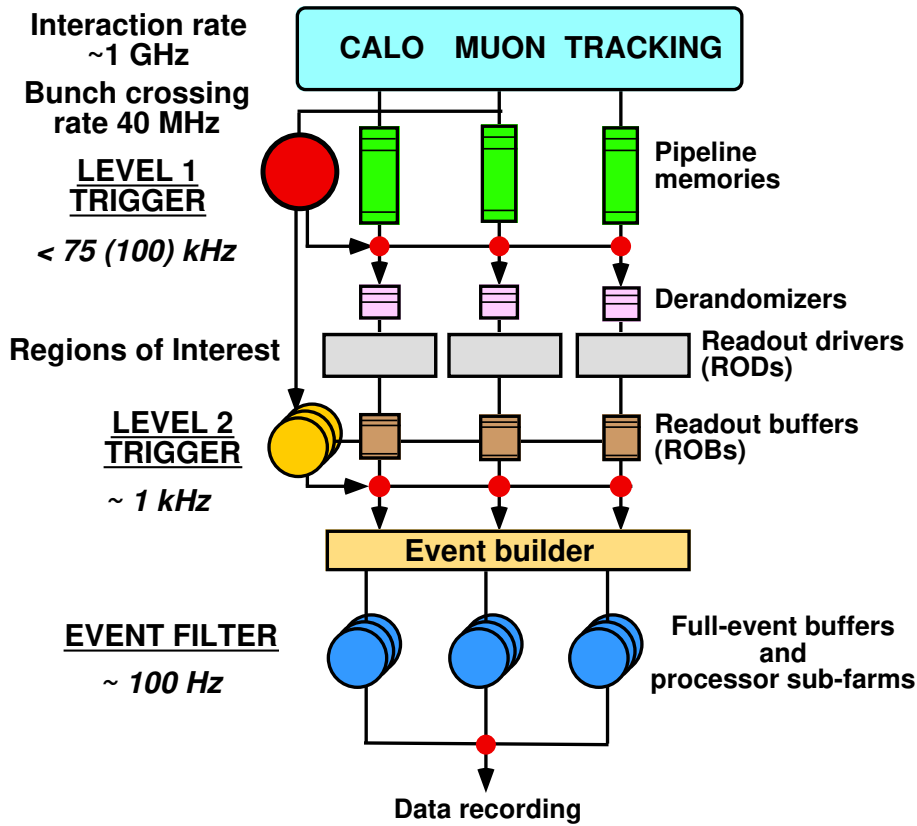 Interaction rate
~1 GHz
CALO MUON TRACKING
Bunch crossing
rate 40 MHz
LEVEL 1
TRIGGER
Pipeline
memories
< 75 (100) kHz
Derandomizers
Regions of Interest
Readout drivers
(RODs)
LEVEL 2
TRIGGER
Readout buffers
(ROBs)
~ 1 kHz
Event builder
EVENT FILTER
~ 100 Hz
Full-event buffers
and
processor sub-farms
Data recording